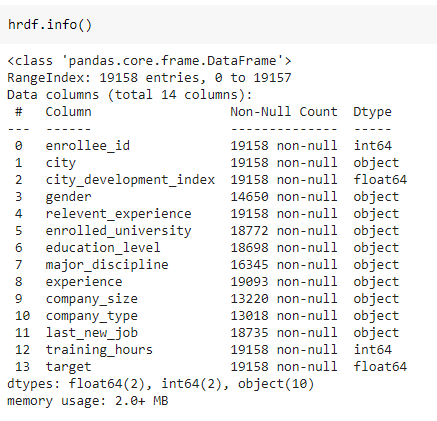 hrdf.info()
<class 'pandas.core.frame.DataFrame'>
RangeIndex: 19158 entries, 0 to 19157
Data columns (total 14 columns):
 #   Column                  Non-Null Count  Dtype
---  ------                  --------------  -----
 0   enrollee_id             19158 non-null  int64
 1   city                    19158 non-null  object
 2   city_development_index  19158 non-null  float64
 3   gender                  14650 non-null  object
 4   relevent_experience     19158 non-null  object
 5   enrolled_university     18772 non-null  object
 6   education_level         18698 non-null  object
 7   major_discipline        16345 non-null  object
 8   experience              19093 non-null  object
 9   company_size            13220 non-null  object
 10  company_type            13018 non-null  object
 11  last_new_job            18735 non-null  object
 12  training_hours          19158 non-null  int64
 13  target                  19158 non-null  float64
dtypes: float64(2), int64(2), object(10)
memory usage: 2.0+ MB